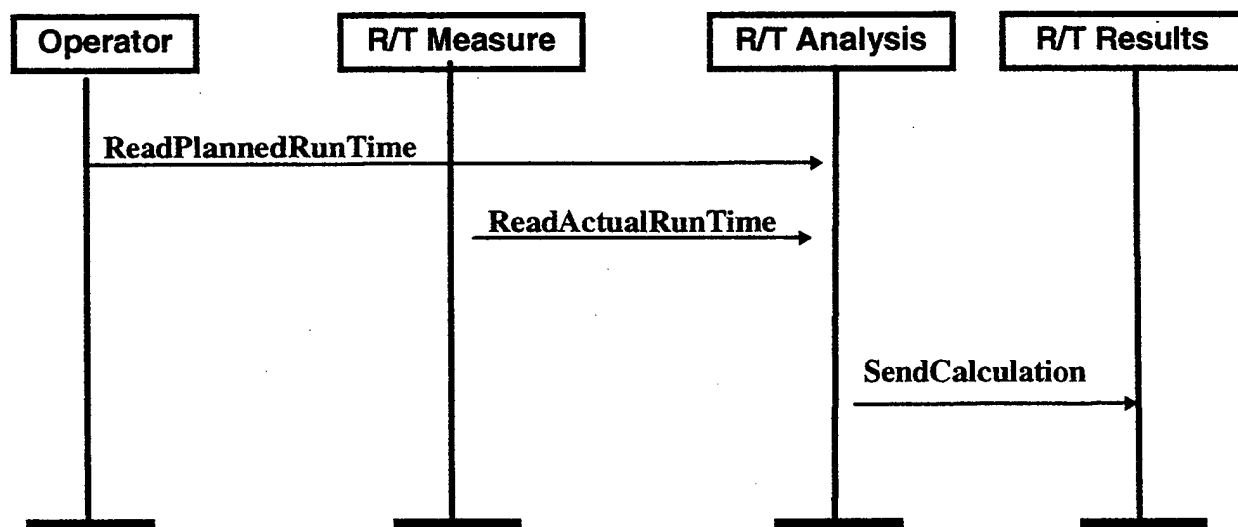 Operator
R/T Measure
R/T Analysis
R/T Results
ReadPlannedRunTime
ReadActualRunTime
SendCalculation